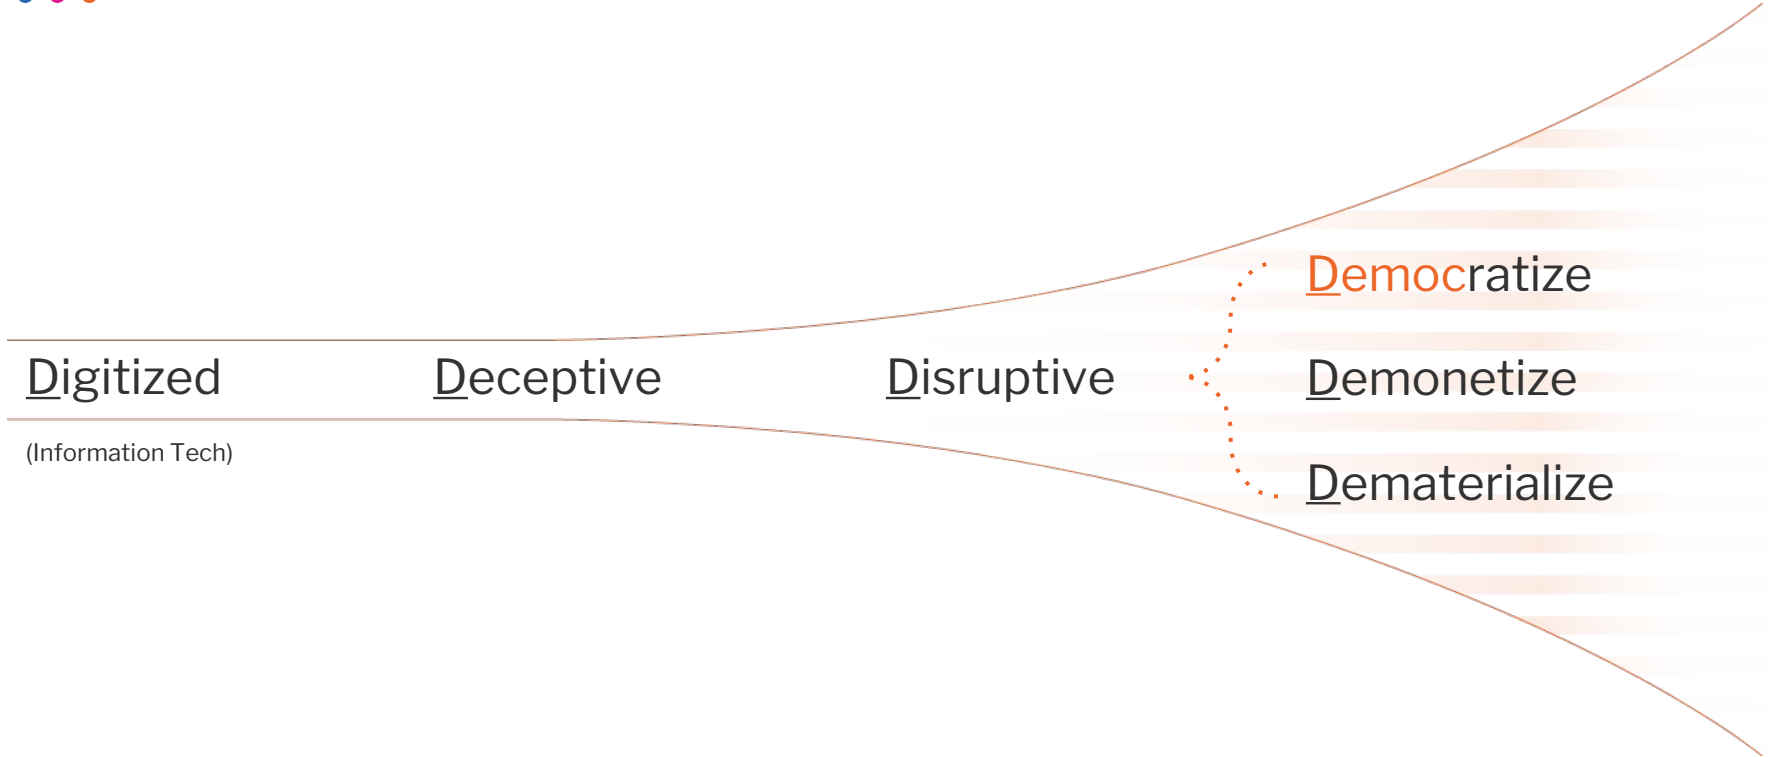 Digitized
(Information Tech)
Deceptive
Disruptive
Democratize
Demonetize
Dematerialize